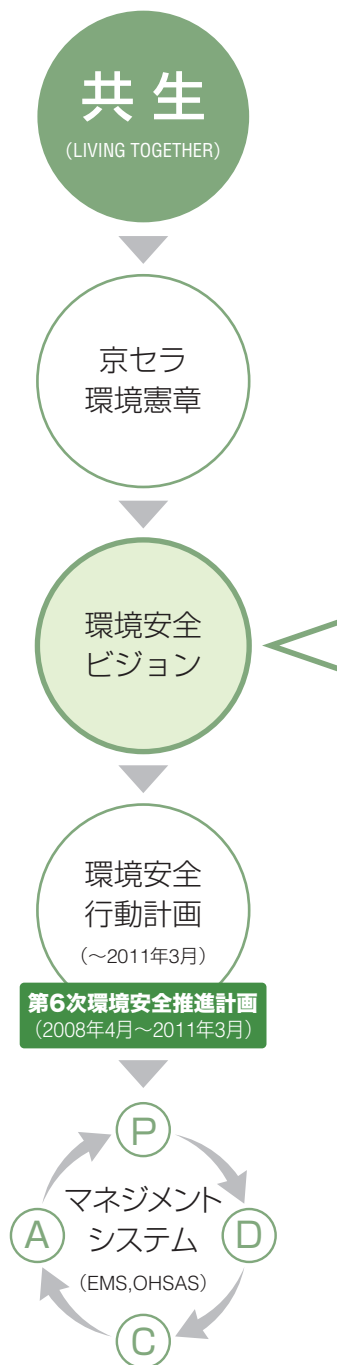 共生
(LIVING TOGETHER)
京セラ
環境憲章
環境安全
ビジョン
環境安全
行動計画
(～2011年3月)
第6次環境安全推進計画
(2008年4月～2011年3月)
P
マネジメント
A
システム
D
(EMS,OHSAS)
C